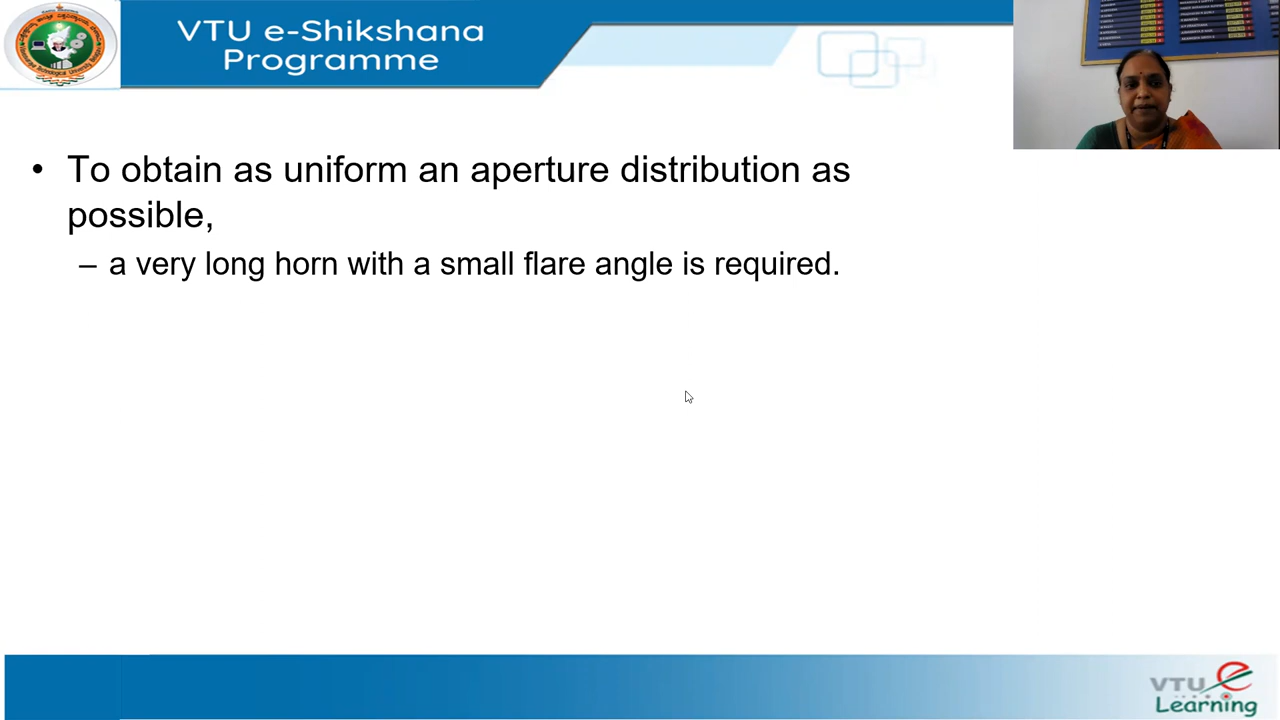 VTU e-Shikshana
Programme
• To obtain as uniform an aperture distribution as
possible,
– a very long horn with a small flare angle is required.
VTU e
Learning